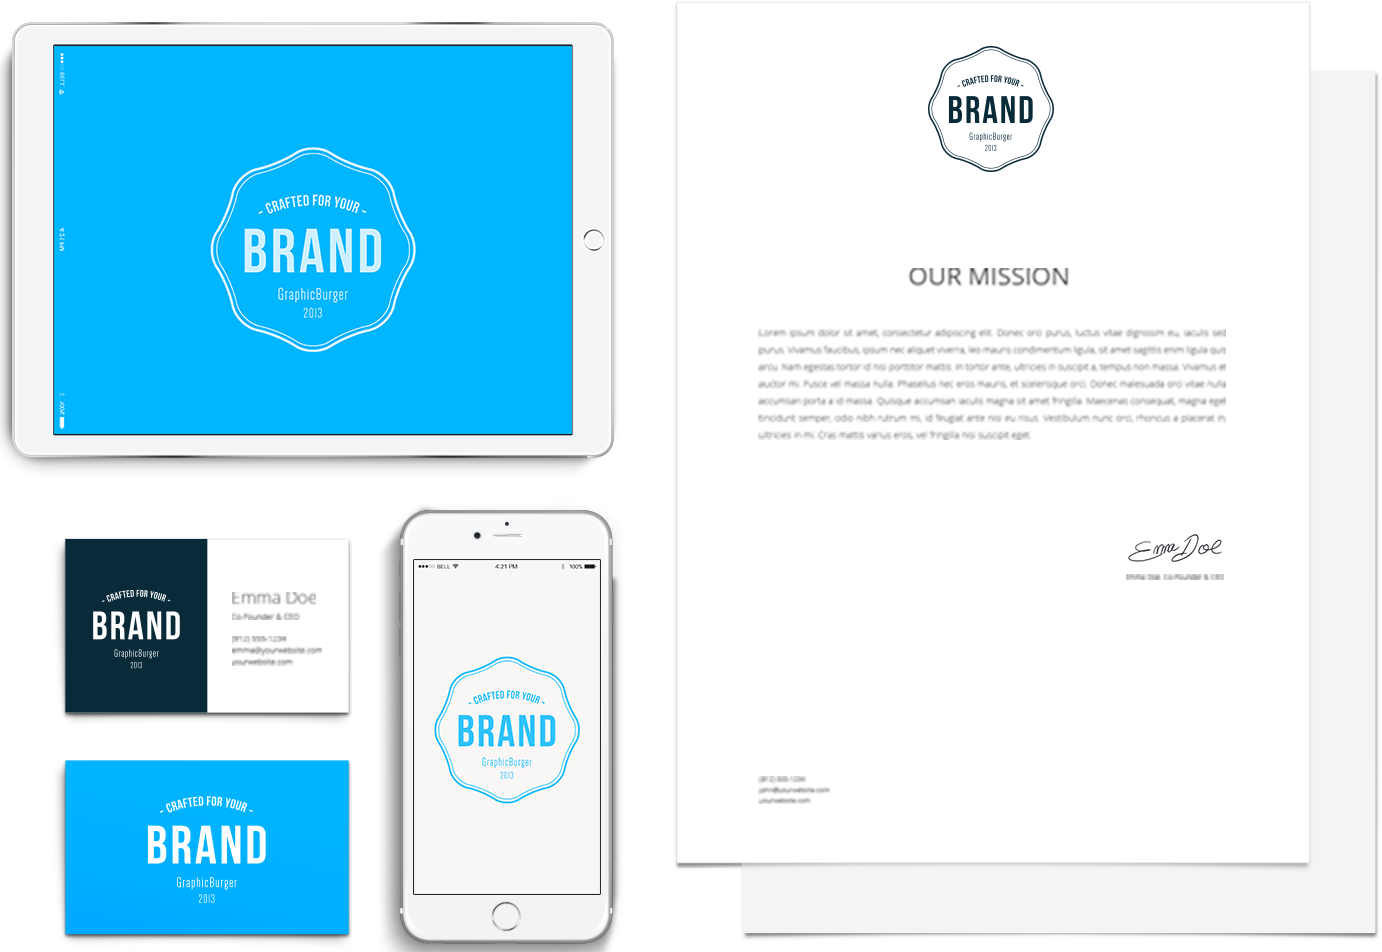 ●●●○○ BELL
4:21 PM
100%
- CRAFTED FOR YOUR -
BRAND
GraphicBurger
2013
- CRAFTED FOR YOUR -
BRAND
GraphicBurger
2013
OUR MISSION
Lorem ipsum dolor sit amet, consectetur adipiscing elit. Donec orci purus, luctus vitae dignissim eu, iaculis sed
purus. Vivamus faucibus, ipsum nec aliquet viverra, leo mauris condimentum ligula, sit amet sagittis enim ligula quis
arcu. Nam egestas tortor id nisi porttitor mattis. In tortor ante, ultricies in suscipit a, tempus non massa. Vivamus et
auctor mi. Fusce vel massa nulla. Phasellus nec eros mauris, et scelerisque orci. Donec malesuada orci vitae nulla
accumsan porta a id massa. Quisque accumsan iaculis magna sit amet fringilla. Maecenas consequat, magna eget
tincidunt semper, odio nibh rutrum mi, id feugiat ante nisi eu risus. Vestibulum nunc orci, rhoncus a placerat in,
ultricies in mi. Cras mattis varius eros, vel fringilla nisi suscipit eget.
Emma Doe
Emma Doe, Co-Founder & CEO
(912) 555-1234
john@yourwebsite.com
yourwebsite.com
- CRAFTED FOR YOUR -
BRAND
GraphicBurger
2013
Emma Doe
Co-Founder & CEO
(912) 555-1234
emma@yourwebsite.com
yourwebsite.com
- CRAFTED FOR YOUR -
BRAND
GraphicBurger
2013
●●●○○ BELL 4:21 PM 100%
- CRAFTED FOR YOUR -
BRAND
GraphicBurger
2013